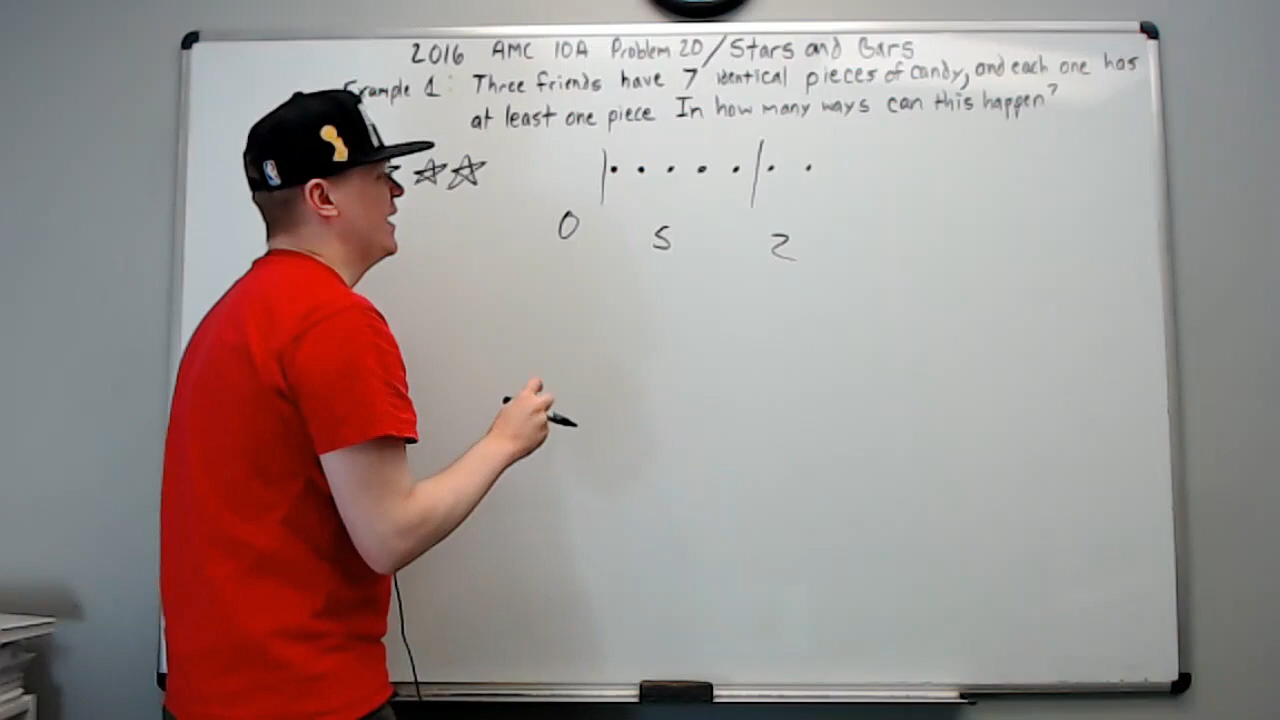 2016 AMC 10A Problem 20/Stars and Bars
Example 1: Three friends have 7 identical pieces of candy, and each one has
at least one piece In how many ways can this happen?
0 5 2